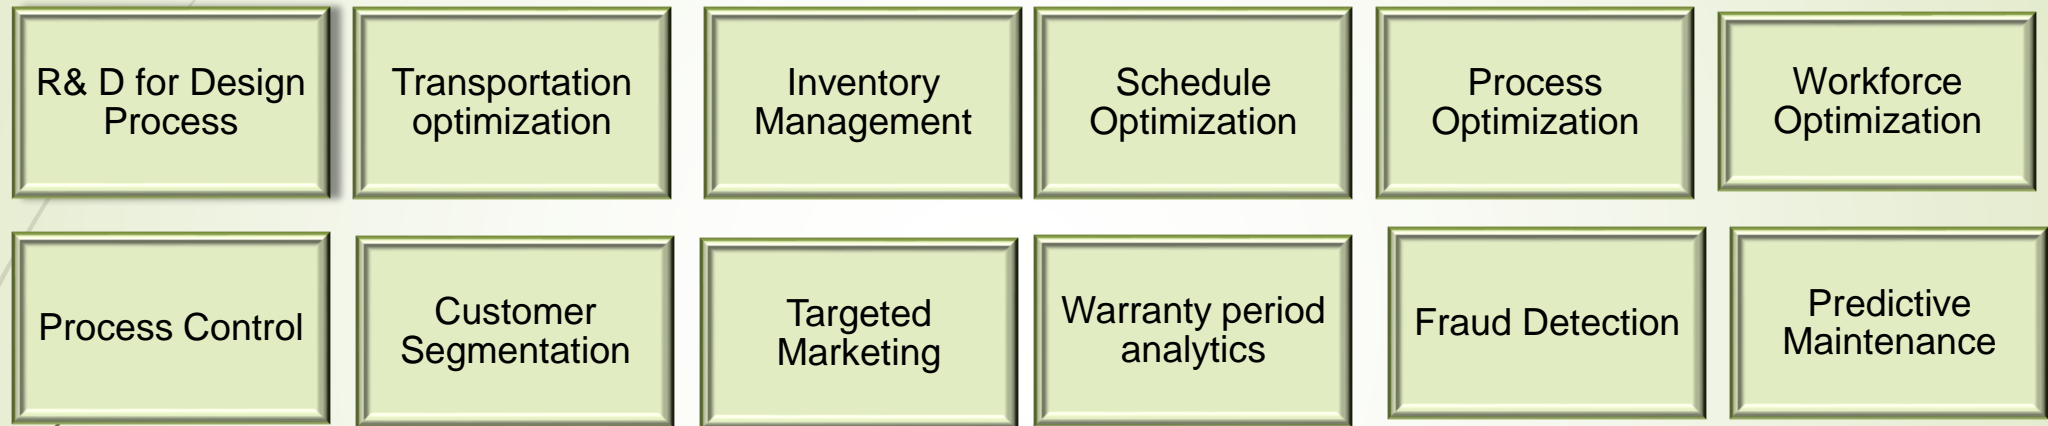 R& D for Design
Process
Transportation
optimization
Inventory
Management
Schedule
Optimization
Process
Optimization
Workforce
Optimization
Process Control
Customer
Segmentation
Targeted
Marketing
Warranty period
analytics
Fraud Detection
Predictive
Maintenance